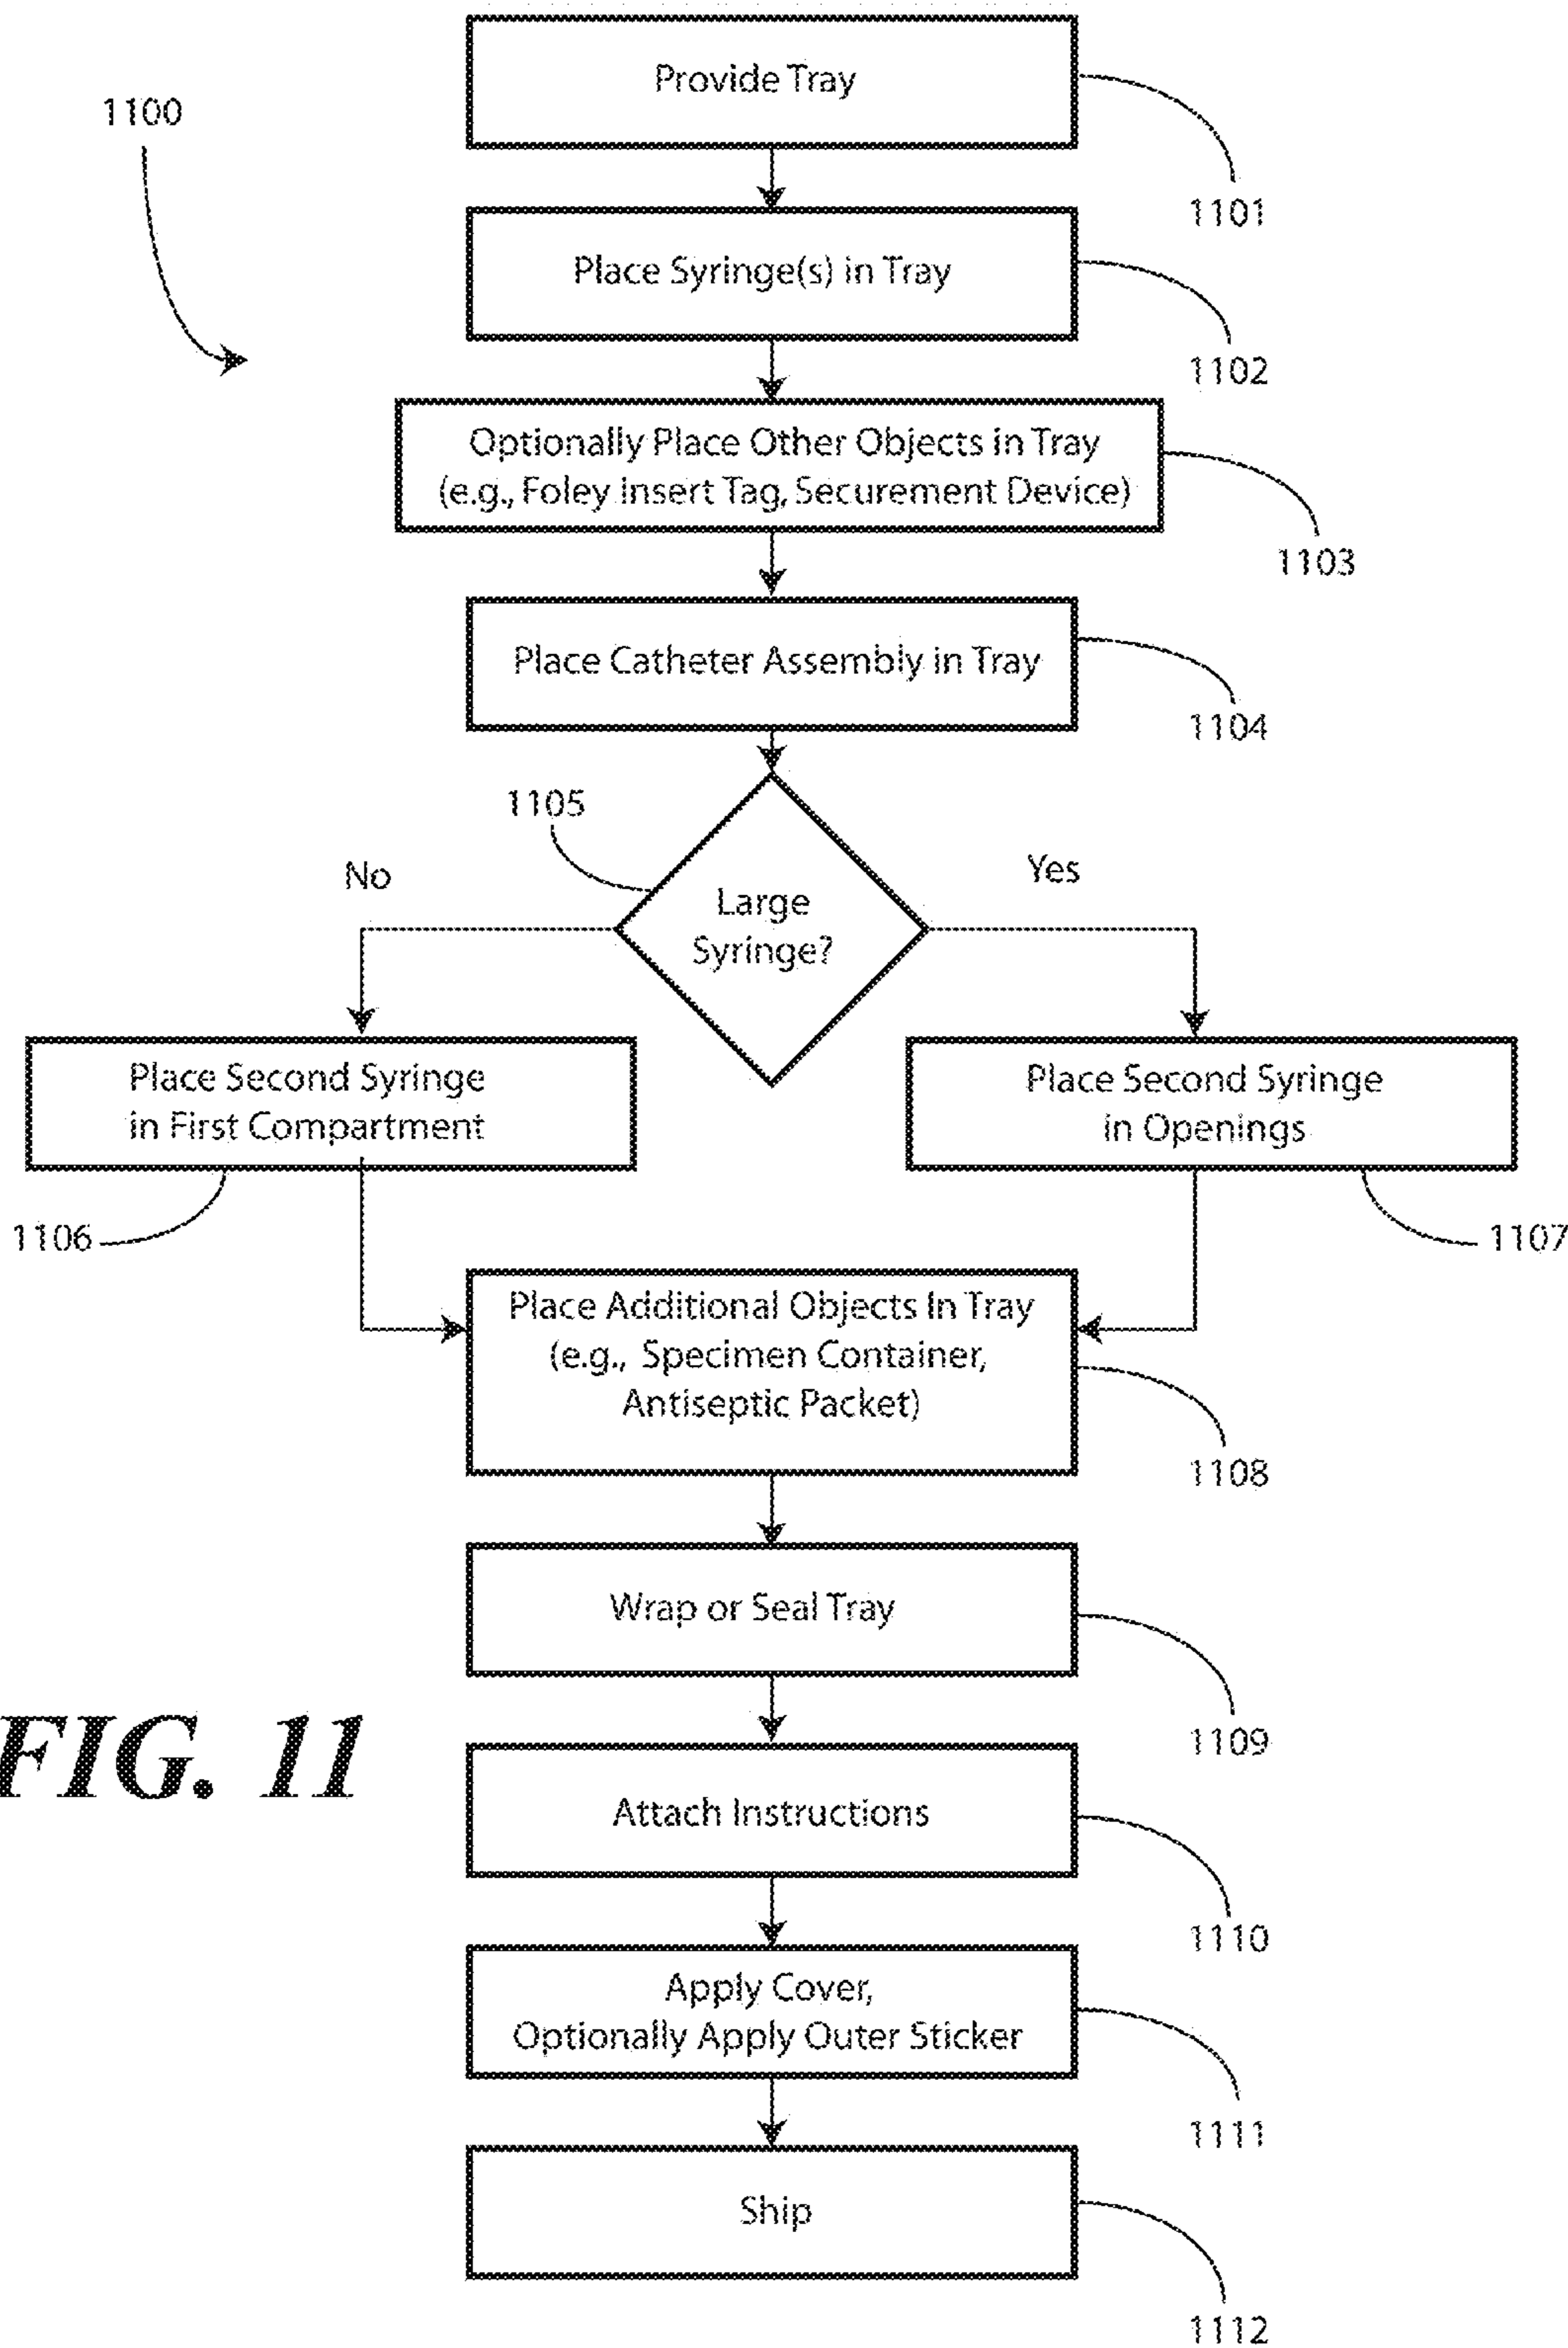 1100
Provide Tray
1101
Place Syringe(s) in Tray
1102
Optionally Place Other Objects in Tray
(e.g., Foley Insert Tag, Securement Device)
1103
Place Catheter Assembly in Tray
1104
1105
Large
Syringe?
No
Yes
Place Second Syringe
in First Compartment
1106
Place Second Syringe
in Openings
1107
Place Additional Objects In Tray
(e.g., Specimen Container,
Antiseptic Packet)
1108
Wrap or Seal Tray
1109
FIG. 11
Attach Instructions
1110
Apply Cover,
Optionally Apply Outer Sticker
1111
Ship
1112